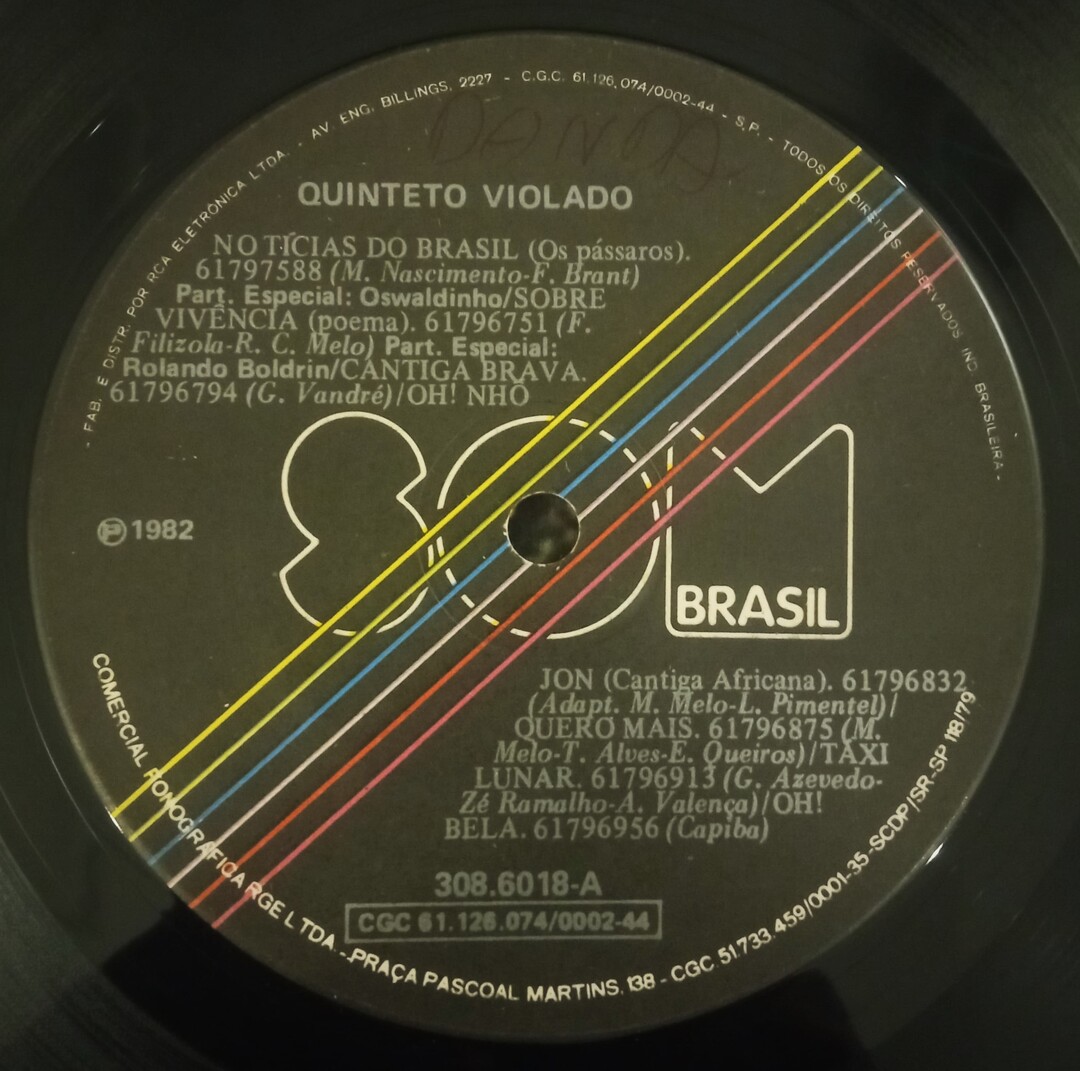 - FAB. E DISTR. POR RCA ELETRÔNICA LTDA. - AV. ENG. BILLINGS, 2227 - C.G.C. 61.126.074/0002-44 - S.P. - TODOS OS DIREITOS RESERVADOS IND. BRASILEIRA -
DANDA
QUINTETO VIOLADO
NOTÍCIAS DO BRASIL (Os pássaros).
61797588 (M. Nascimento-F. Brant)
Part. Especial: Oswaldinho/SOBRE
VIVÊNCIA (poema). 61796751 (F.
Filizola-R. C. Melo) Part. Especial:
Rolando Boldrin/CANTIGA BRAVA.
61796794 (G. Vandré)/OH! NHÔ
SOM
BRASIL
℗ 1982
JON (Cantiga Africana). 61796832
(Adapt. M. Melo-L. Pimentel)/
QUERO MAIS. 61796875 (M.
Melo-T. Alves-E. Queiros)/TÁXI
LUNAR. 61796913 (G. Azevedo-
Zé Ramalho-A. Valença)/OH!
BELA. 61796956 (Capiba)
308.6018-A
CGC 61.126.074/0002-44
COMERCIAL FONOGRÁFICA RGE LTDA. - PRAÇA PASCOAL MARTINS, 138 - CGC. 51.733.459/0001-35 - SCDP/SR-SP 118/79